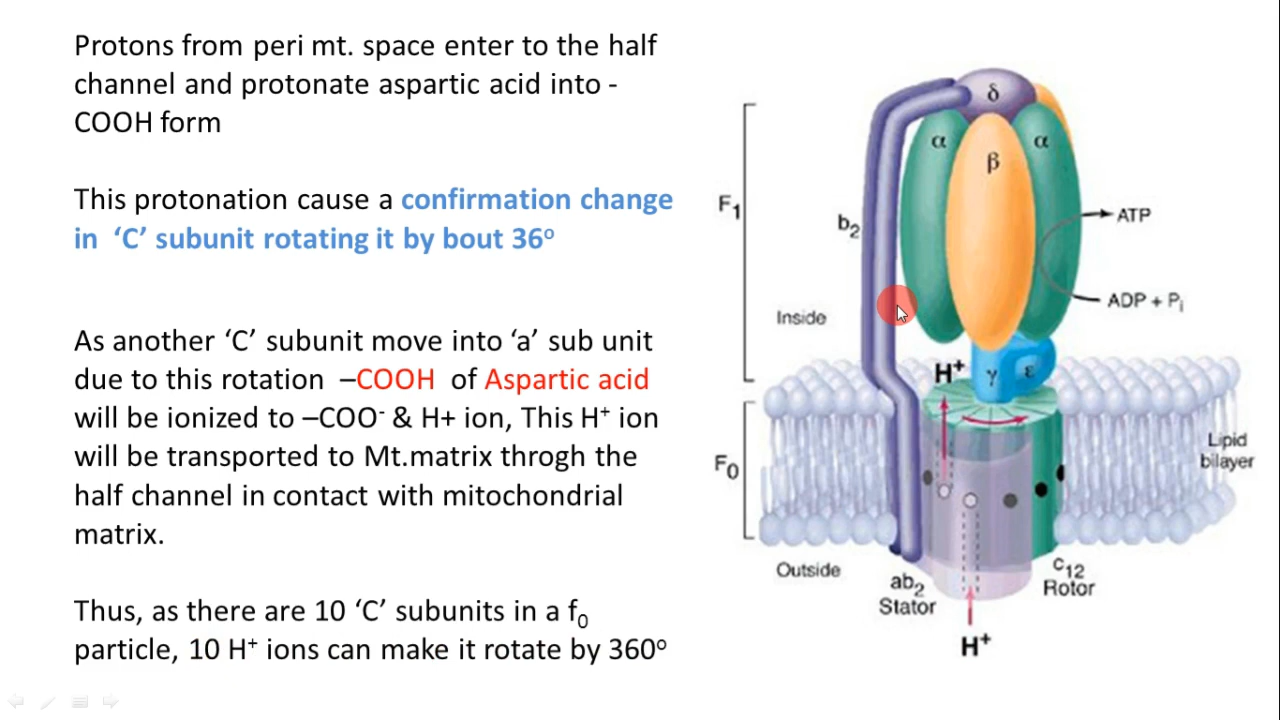 Protons from peri mt. space enter to the half
channel and protonate aspartic acid into -
COOH form
This protonation cause a confirmation change
in ‘C’ subunit rotating it by bout 36º
As another ‘C’ subunit move into ‘a’ sub unit
due to this rotation –COOH of Aspartic acid
will be ionized to –COO⁻ & H+ ion, This H⁺ ion
will be transported to Mt.matrix throgh the
half channel in contact with mitochondrial
matrix.
Thus, as there are 10 ‘C’ subunits in a f₀
particle, 10 H⁺ ions can make it rotate by 360º
δ
α
α
β
F₁
b₂
ATP
ADP + Pᵢ
Inside
H⁺
γ
ε
F₀
Lipid
bilayer
Outside
ab₂
Stator
c₁₂
Rotor
H⁺